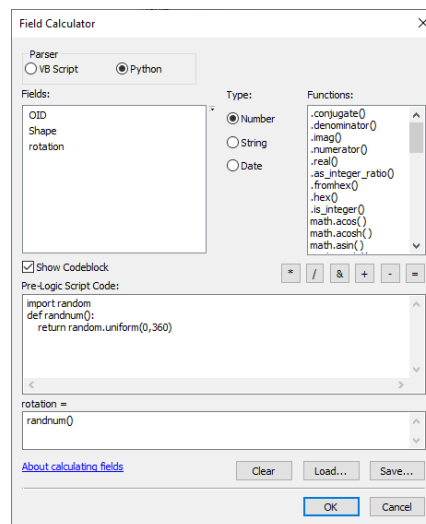 Field Calculator
Parser
VB Script Python
Fields: Type: Functions:
OID
Shape
rotation
Number
String
Date
.conjugate()
.denominator()
.imag()
.numerator()
.real()
.as_integer_ratio()
.fromhex()
.hex()
.is_integer()
math.acos( )
math.acosh( )
math.asin( )
Show Codeblock
* / & + - =
Pre-Logic Script Code:
import random
def randnum():
return random.uniform(0,360)
rotation =
randnum()
About calculating fields Clear Load... Save...
OK Cancel